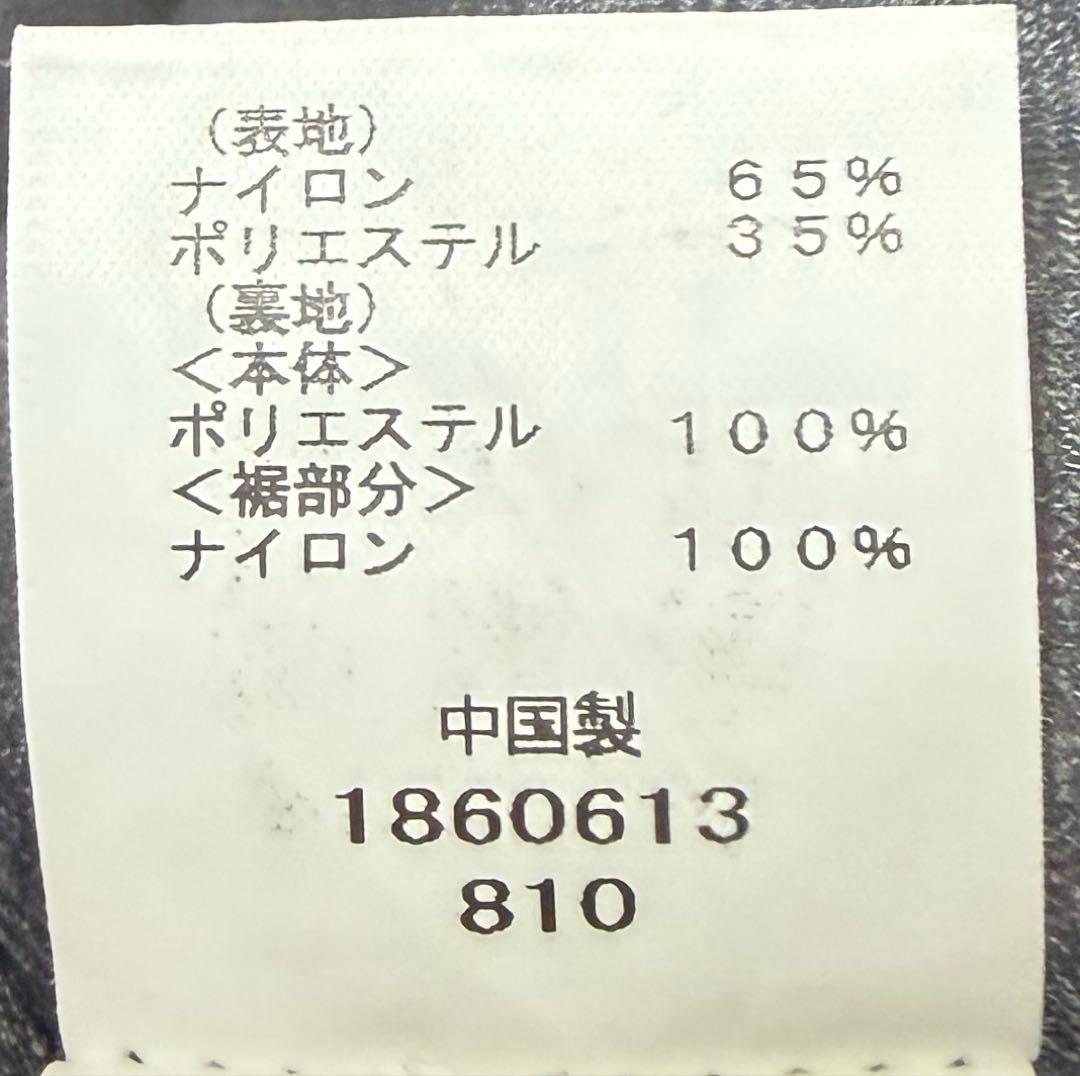 (表地)
ナイロン 65%
ポリエステル 35%
(裏地)
<本体>
ポリエステル 100%
<裾部分>
ナイロン 100%
中国製
1860613
810